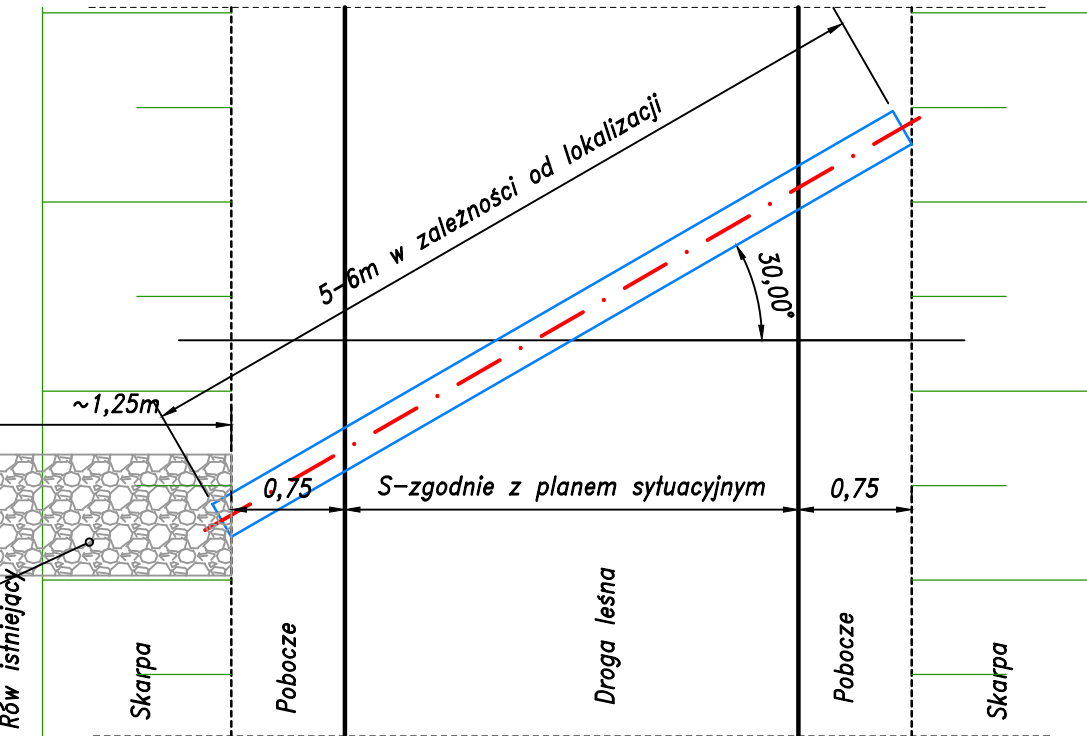 5-6m w zależności od lokalizacji
30,00°
~1,25m
0,75
S-zgodnie z planem sytuacyjnym
0,75
Rów istniejący
Skarpa
Pobocze
Droga leśna
Pobocze
Skarpa